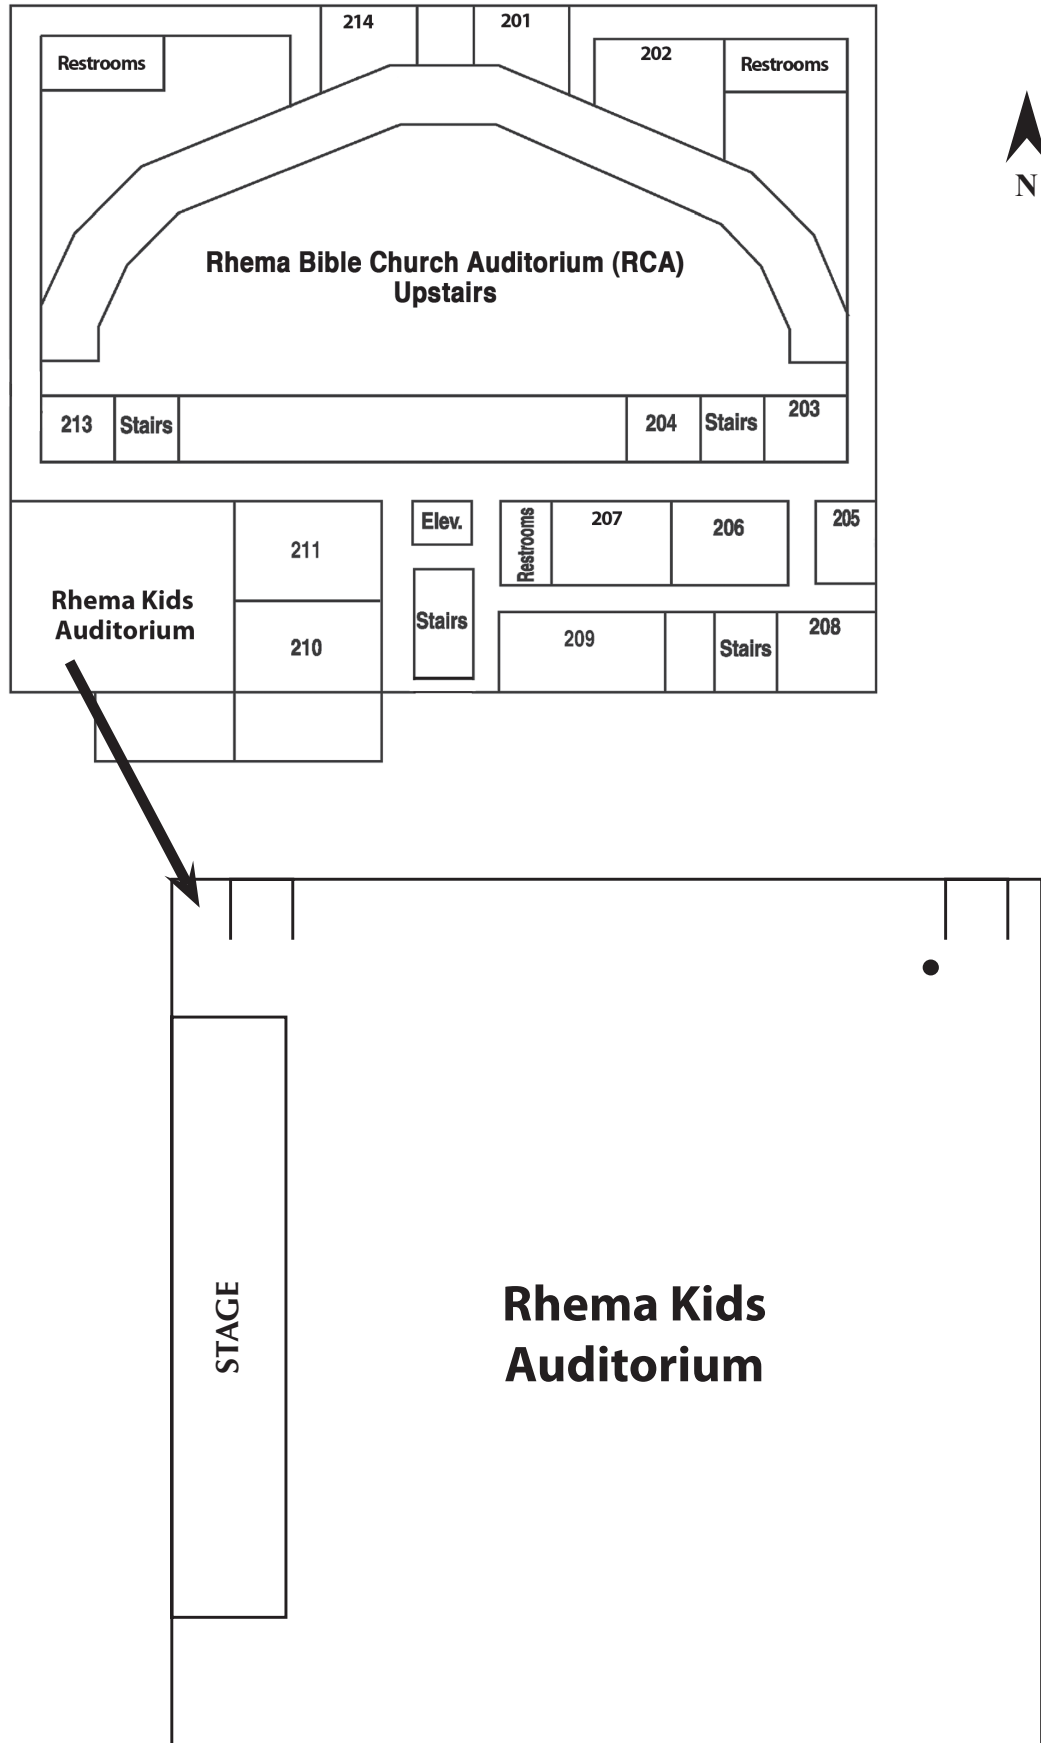 214
201
Restrooms
202
Restrooms
N
Rhema Bible Church Auditorium (RCA)
Upstairs
213
Stairs
204
Stairs
203
211
Elev.
Restrooms
207
206
205
Rhema Kids
Auditorium
210
Stairs
209
Stairs
208
STAGE
Rhema Kids
Auditorium